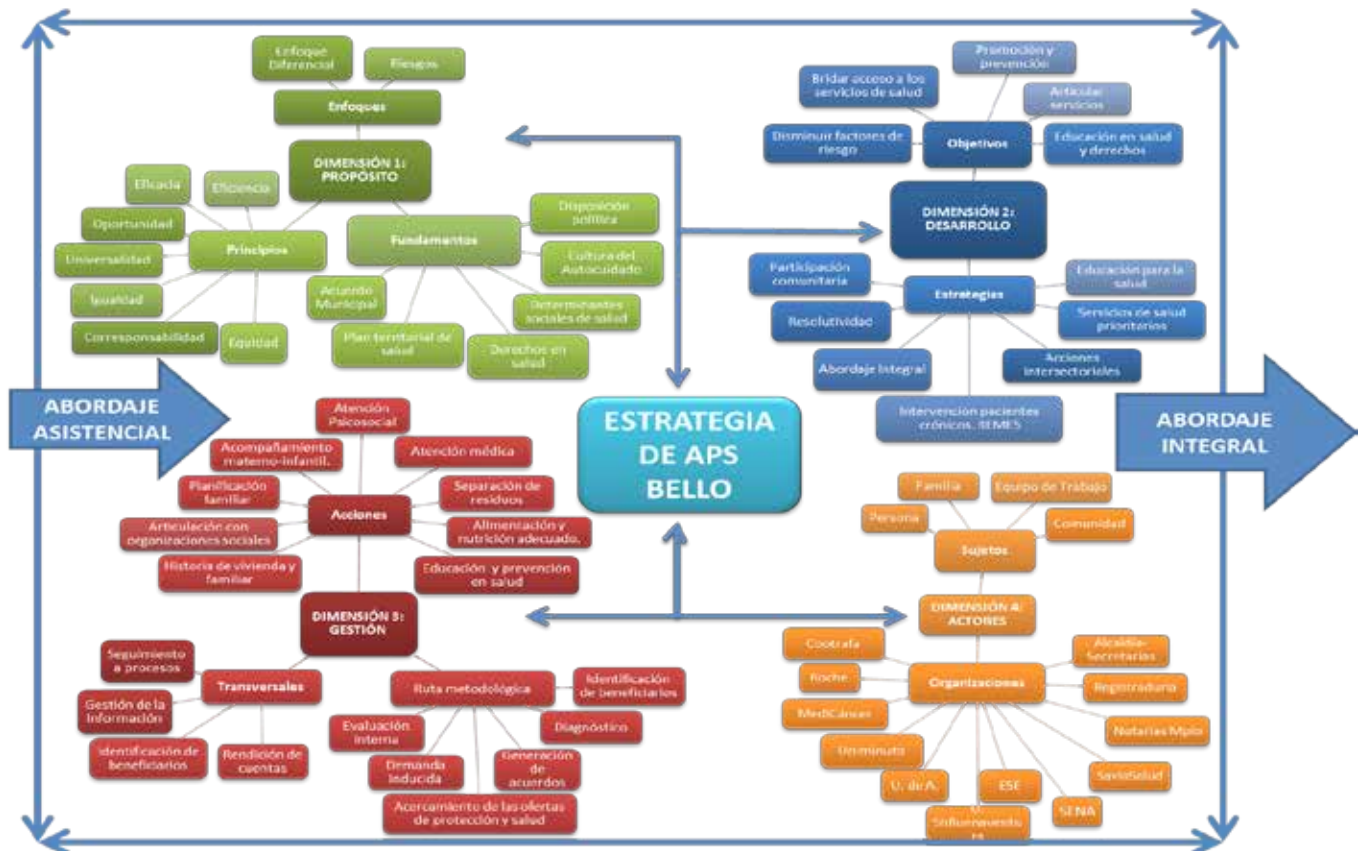 Enfoque
Diferencial
Riesgos
Enfoques
DIMENSIÓN 1:
PROPÓSITO
Eficacia
Eficiencia
Oportunidad
Universalidad
Principios
Igualdad
Corresponsabilidad
Equidad
Fundamentos
Disposición
política
Cultura del
Autocuidado
Determinantes
sociales de salud
Derechos en
salud
Plan territorial de
salud
Acuerdo
Municipal
Promoción y
prevención
Bridar acceso a los
servicios de salud
Articular
servicios
Disminuir factores de
riesgo
Objetivos
Educación en salud
y derechos
DIMENSIÓN 2:
DESARROLLO
Participación
comunitaria
Estrategias
Educación para la
salud
Resolutividad
Servicios de salud
prioritarios
Abordaje Integral
Acciones
intersectoriales
Intervención pacientes
crónicos.
ABORDAJE
ASISTENCIAL
ESTRATEGIA
DE APS
BELLO
ABORDAJE
INTEGRAL
Atención
Psicosocial
Acompañamiento
materno-infantil.
Atención médica
Planificación
familiar
Separación de
residuos
Acciones
Articulación con
organizaciones sociales
Alimentación y
nutrición adecuado.
Historia de vivienda y
familiar
Educación y prevención
en salud
DIMENSIÓN 3:
GESTIÓN
Seguimiento
a procesos
Transversales
Gestión de la
Información
Identificación de
beneficiarios
Rendición de
cuentas
Ruta metodológica
Identificación
de beneficiarios
Evaluación
interna
Diagnóstico
Demanda
Inducida
Generación
de acuerdos
Acercamiento de las ofertas
de protección y salud
Familia
Equipo de Trabajo
Persona
Comunidad
Sujetos
DIMENSIÓN 4:
ACTORES
Cootrafa
Alcaldía-
Secretarías
Roche
Organizaciones
Registraduría
MediCáncer
Notarías Mpio
Uniminuto
SaviaSalud
U. de A.
ESE
SENA